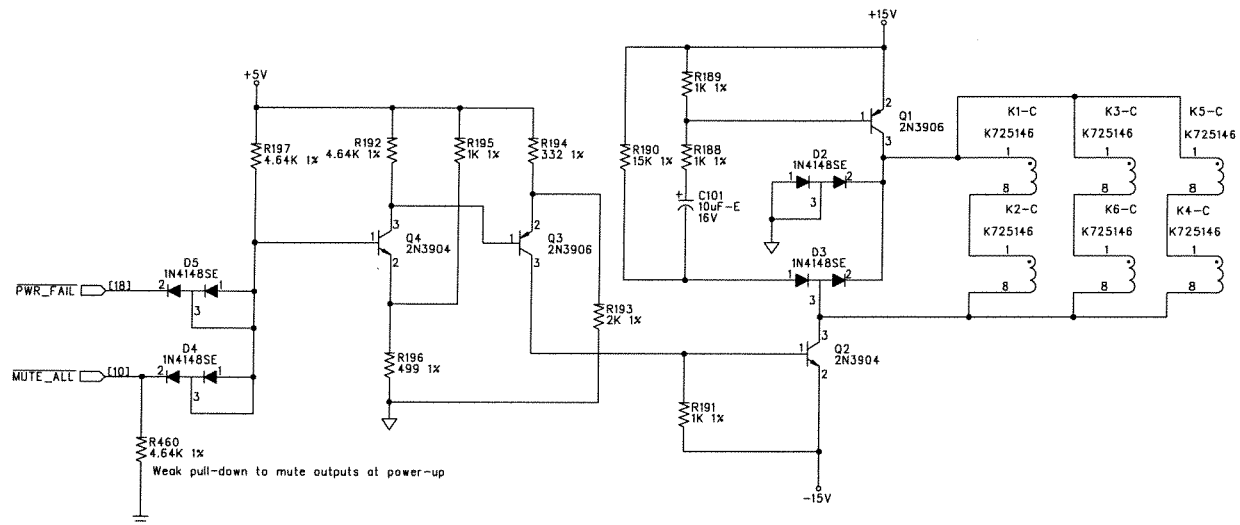 +15V
+5V
R189
1K 1%
R197
4.64K 1%
R192
4.64K 1%
R195
1K 1%
R194
332 1%
R190
15K 1%
R188
1K 1%
1
2
3
Q1
2N3906
K1-C
K3-C
K5-C
K725146
K725146
K725146
1
8
1
8
1
8
D2
1N4148SE
1
2
3
+
C101
10uF-E
16V
K2-C
K6-C
K4-C
K725146
K725146
K725146
1
8
1
8
1
8
1
3
2
Q4
2N3904
1
2
3
Q3
2N3906
D3
1N4148SE
1
2
3
D5
1N4148SE
PWR_FAIL
[18]
2
1
3
R193
2K 1%
R196
499 1%
1
3
2
Q2
2N3904
D4
1N4148SE
MUTE_ALL
[10]
2
1
3
R191
1K 1%
R460
4.64K 1%
Weak pull-down to mute outputs at power-up
-15V